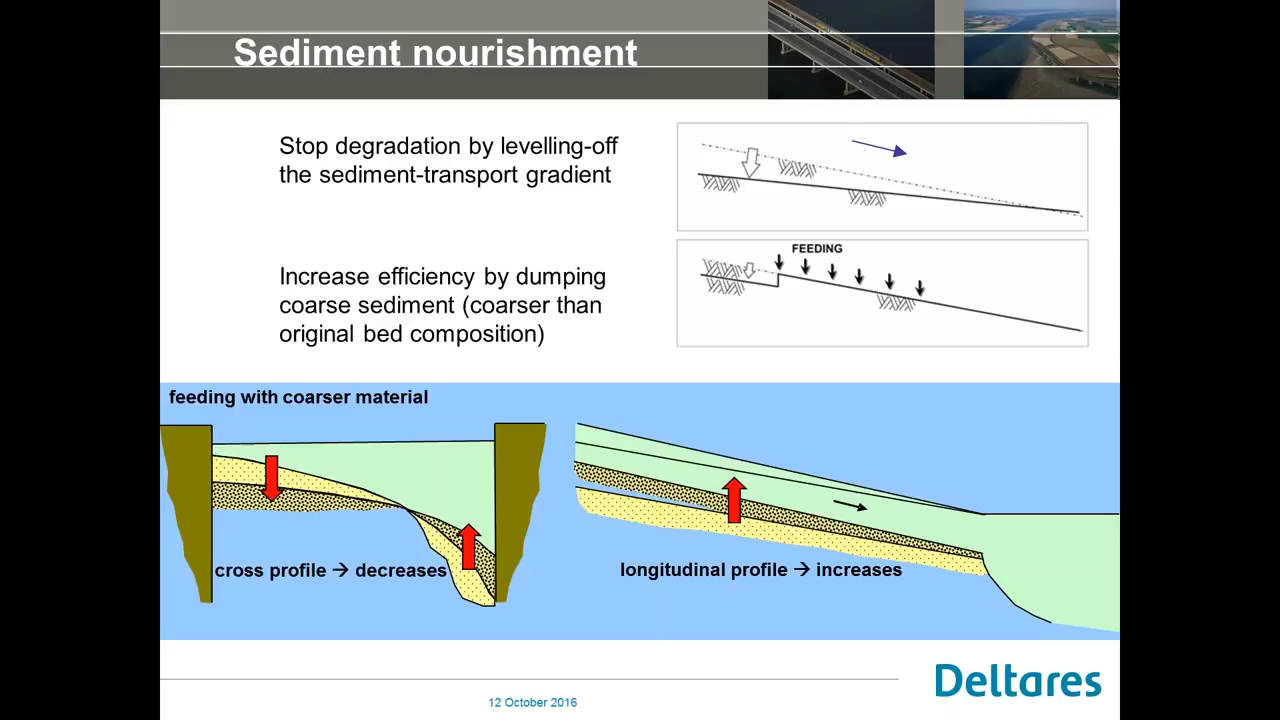 Sediment nourishment
Stop degradation by levelling-off
the sediment-transport gradient
FEEDING
Increase efficiency by dumping
coarse sediment (coarser than
original bed composition)
feeding with coarser material
cross profile → decreases
longitudinal profile → increases
Deltares
12 October 2016